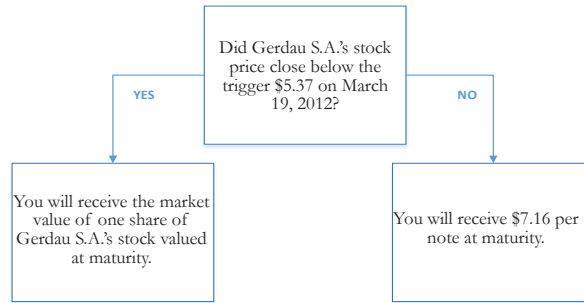 Did Gerdau S.A.'s stock
price close below the
trigger $5.37 on March
19, 2012?
YES
NO
You will receive the market
value of one share of
Gerdau S.A.'s stock valued
at maturity.
You will receive $7.16 per
note at maturity.